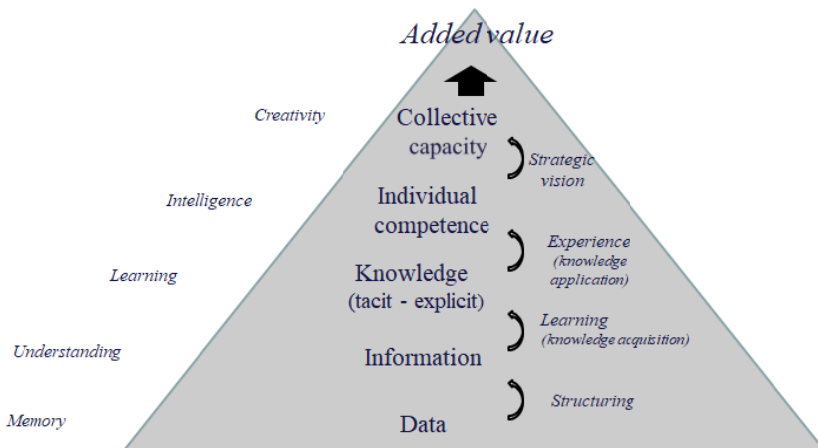 Added value
Creativity
Collective
capacity
Strategic
vision
Intelligence
Individual
competence
Experience
(knowledge
application)
Learning
Knowledge
(tacit - explicit)
Learning
(knowledge acquisition)
Understanding
Information
Structuring
Memory
Data